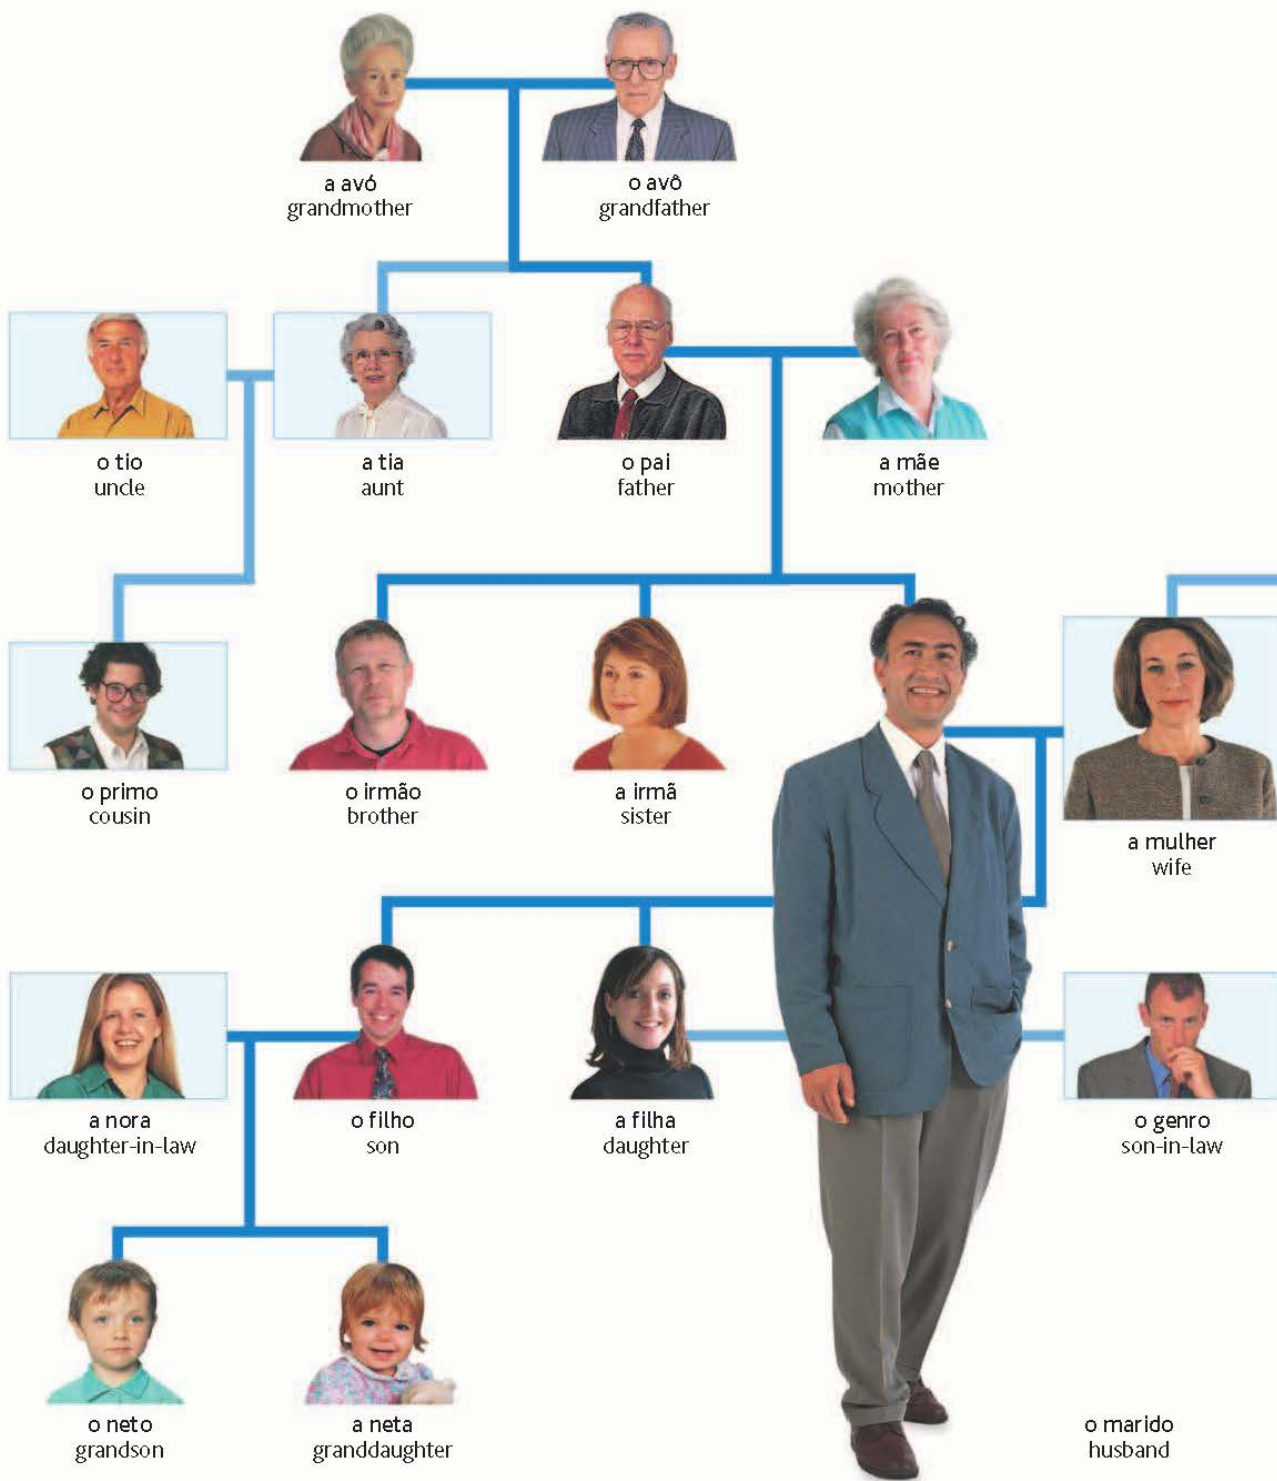 a avó
grandmother
o avô
grandfather
o tio
uncle
a tia
aunt
o pai
father
a mãe
mother
o primo
cousin
o irmão
brother
a irmã
sister
a mulher
wife
a nora
daughter-in-law
o filho
son
a filha
daughter
o genro
son-in-law
o neto
grandson
a neta
granddaughter
o marido
husband